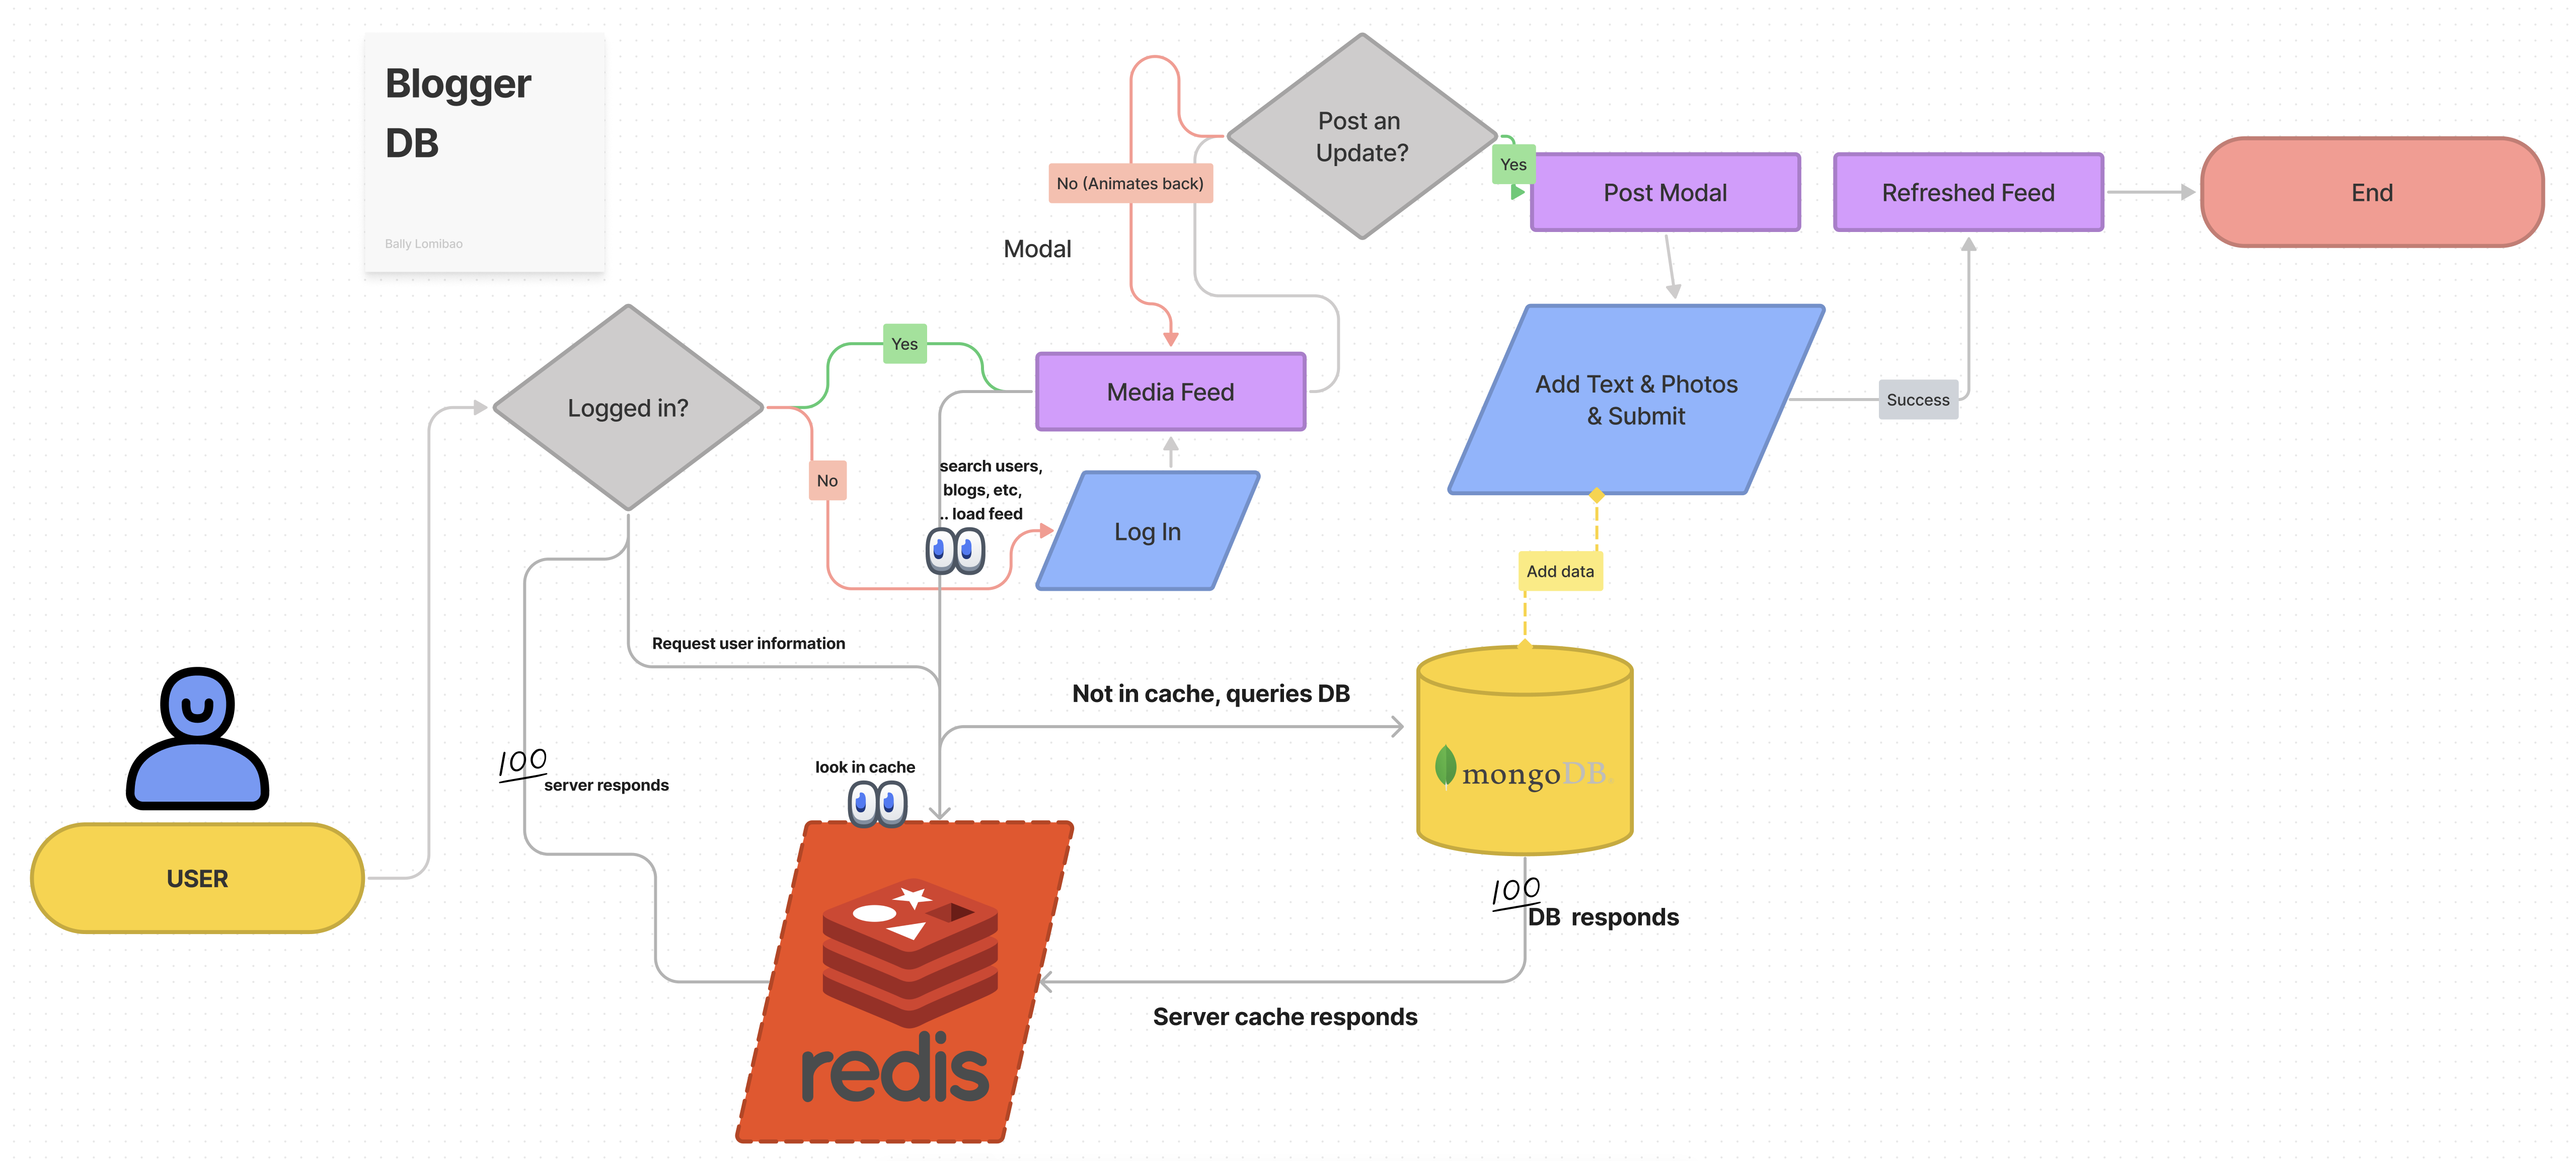 Blogger
DB
Bally Lomibao
Post an
Update?
Yes
Post Modal
Refreshed Feed
End
No (Animates back)
Modal
Logged in?
Yes
No
Media Feed
search users,
blogs, etc,
.. load feed
Log In
Add Text & Photos
& Submit
Success
Add data
Request user information
Not in cache, queries DB
100
server responds
look in cache
mongoDB
USER
100
DB responds
Server cache responds
redis